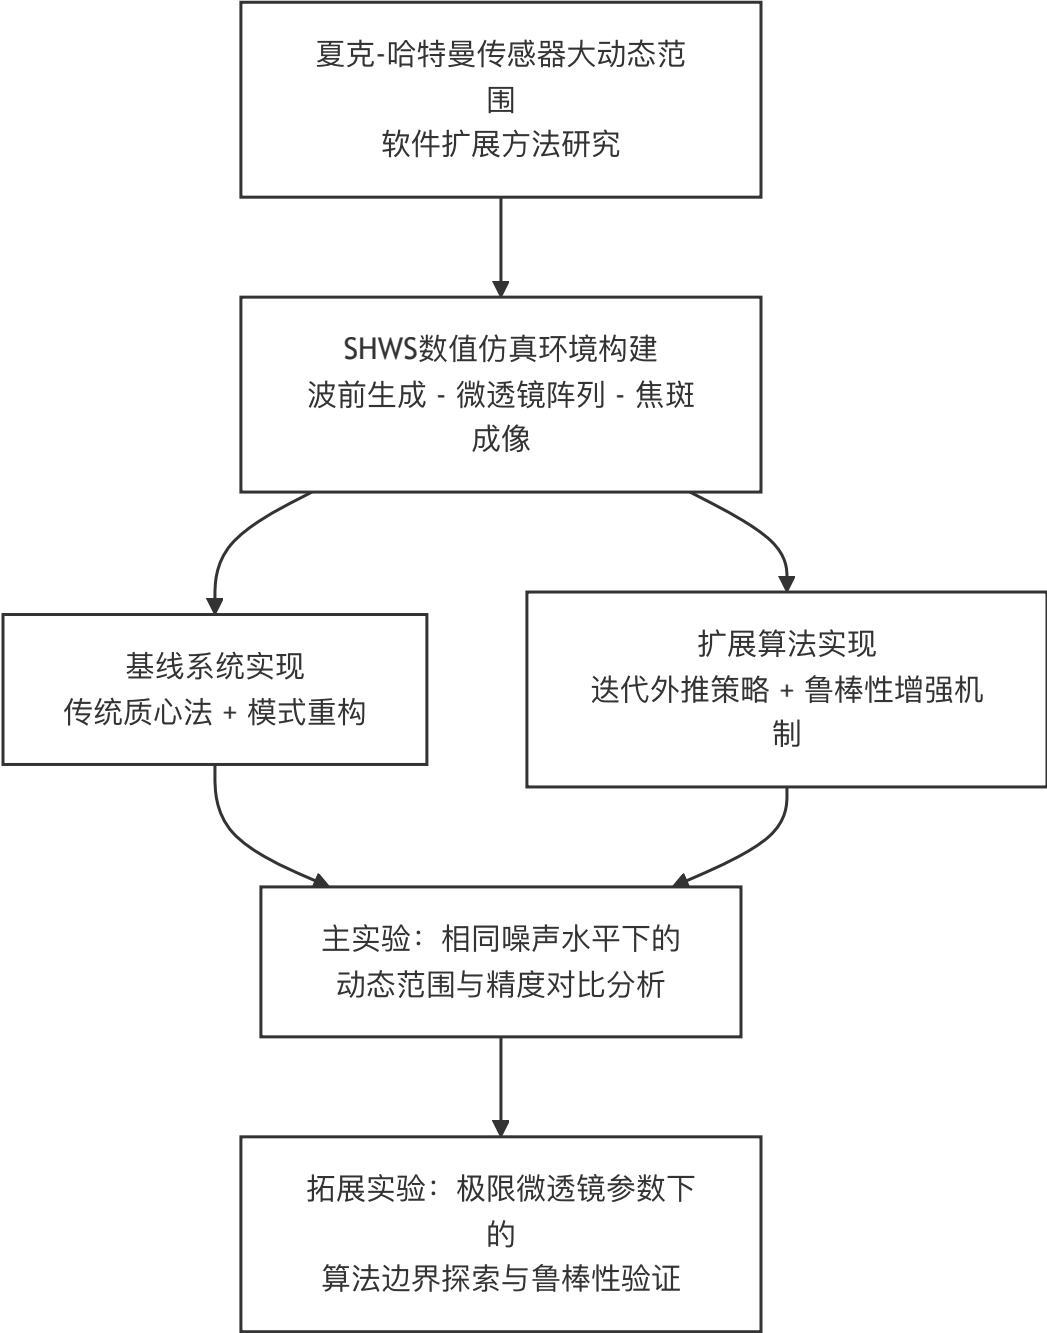 夏克-哈特曼传感器大动态范
围
软件扩展方法研究
SHWS数值仿真环境构建
波前生成 - 微透镜阵列 - 焦斑
成像
基线系统实现
传统质心法 + 模式重构
扩展算法实现
迭代外推策略 + 鲁棒性增强机
制
主实验：相同噪声水平下的
动态范围与精度对比分析
拓展实验：极限微透镜参数下
的
算法边界探索与鲁棒性验证